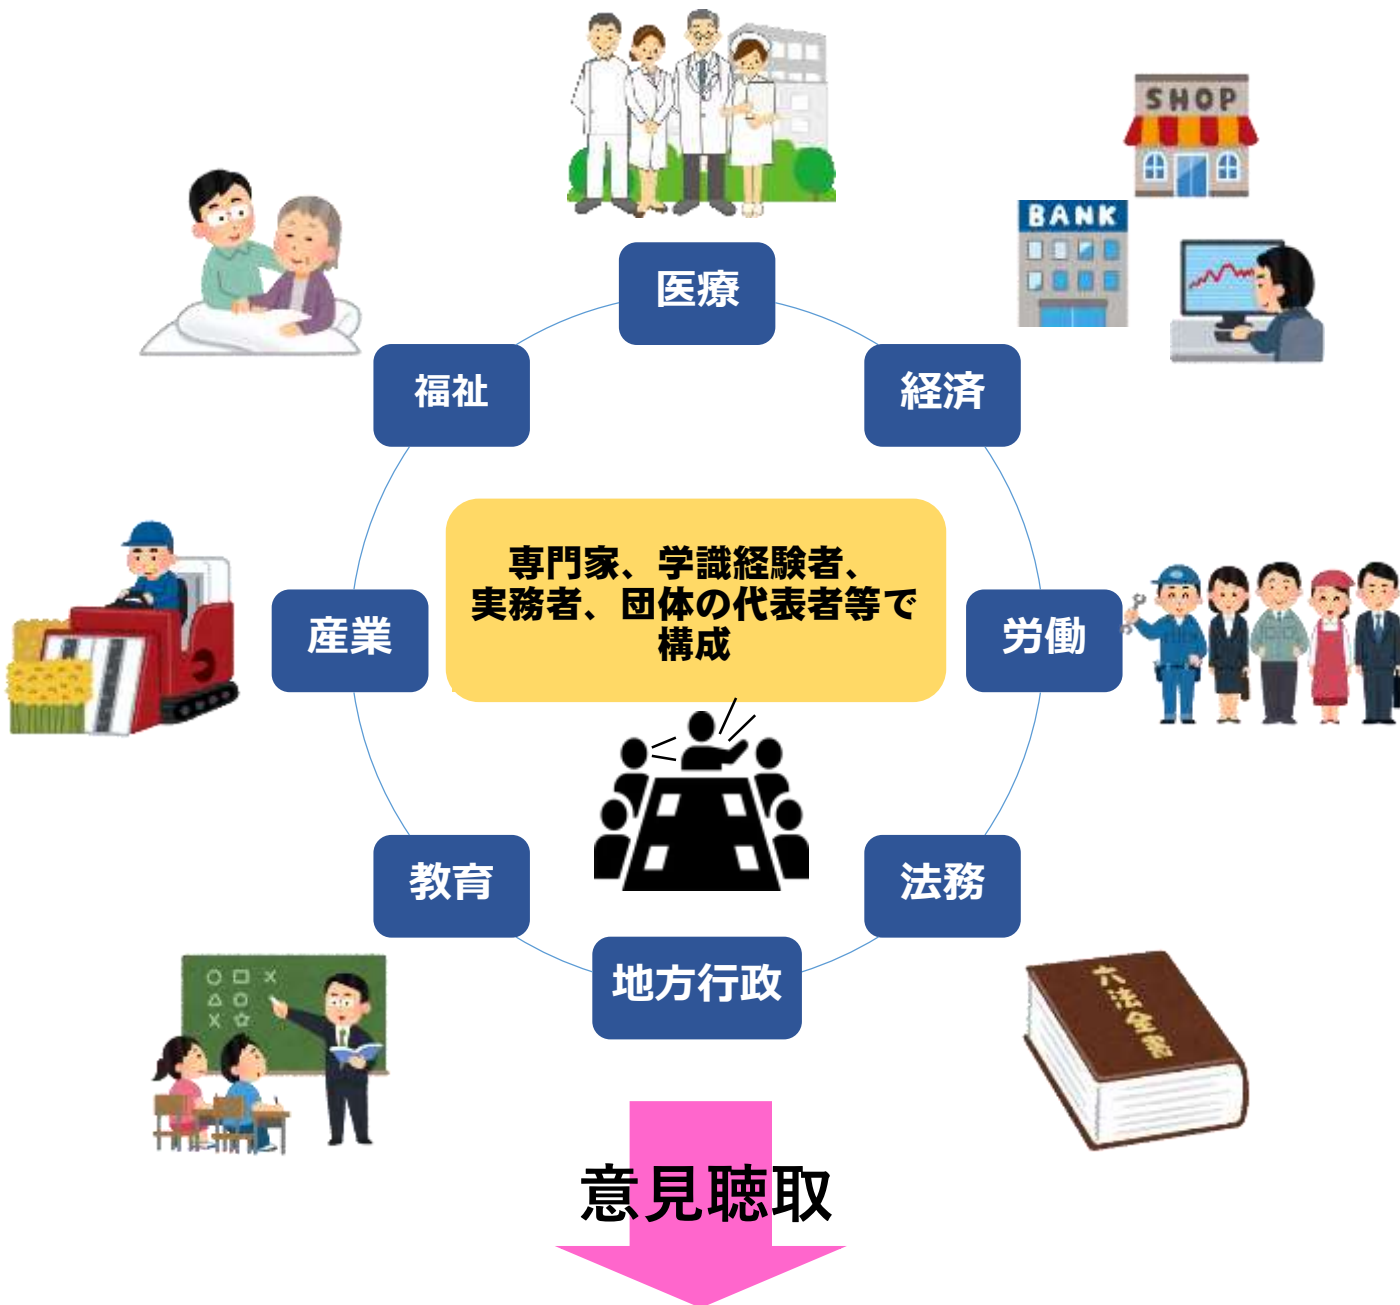 SHOP
BANK
医療
福祉
経済
専門家、学識経験者、
実務者、団体の代表者等で
構成
産業
労働
教育
法務
地方行政
六法全書
意見聴取